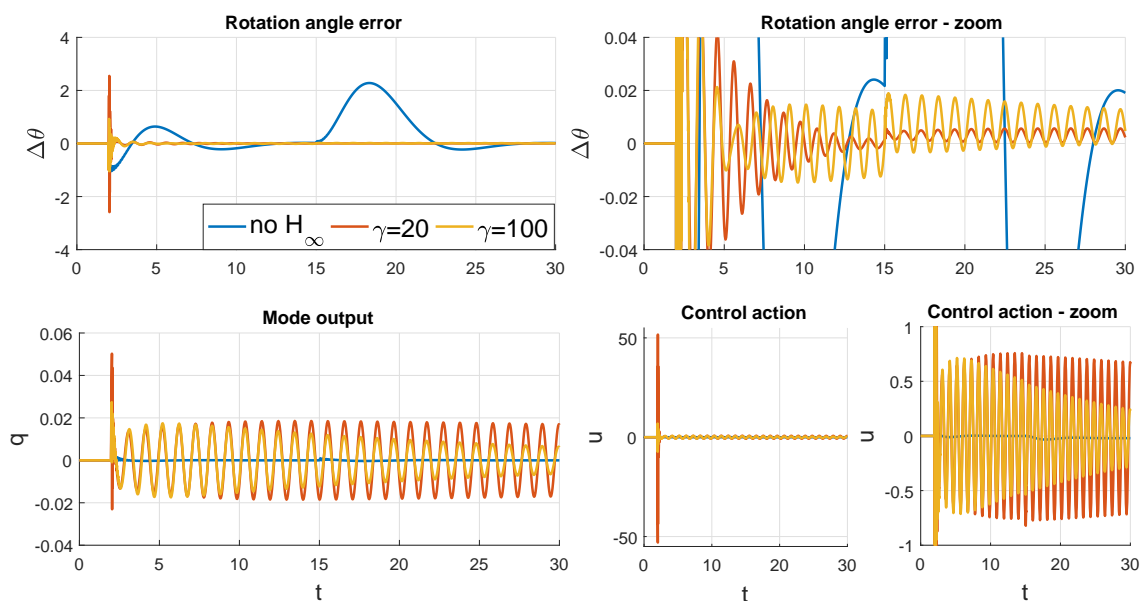 Rotation angle error
4
2
0
-2
-4
Δθ
no H∞ γ=20 γ=100
0 5 10 15 20 25 30
Rotation angle error - zoom
0.04
0.02
0
-0.02
-0.04
Δθ
0 5 10 15 20 25 30
Mode output
0.06
0.04
0.02
0
-0.02
-0.04
q
0 5 10 15 20 25 30
t
Control action
50
0
-50
u
0 10 20 30
t
Control action - zoom
1
0.5
0
-0.5
-1
u
0 10 20 30
t